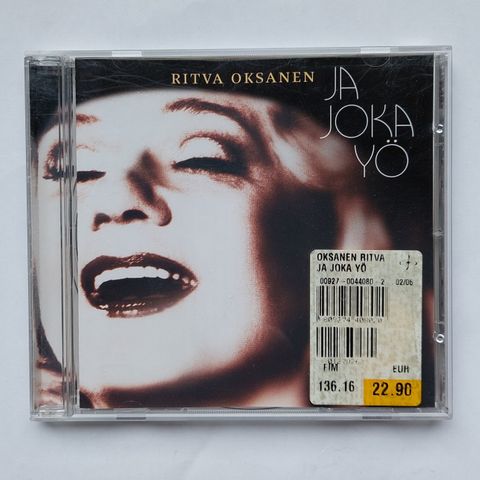 RITVA OKSANEN
JA
JOKA
YÖ
OKSANEN RITVA
JA JOKA YÖ
00927 -0044080 - 2 02/06
FIM EUR
136.16 22.90